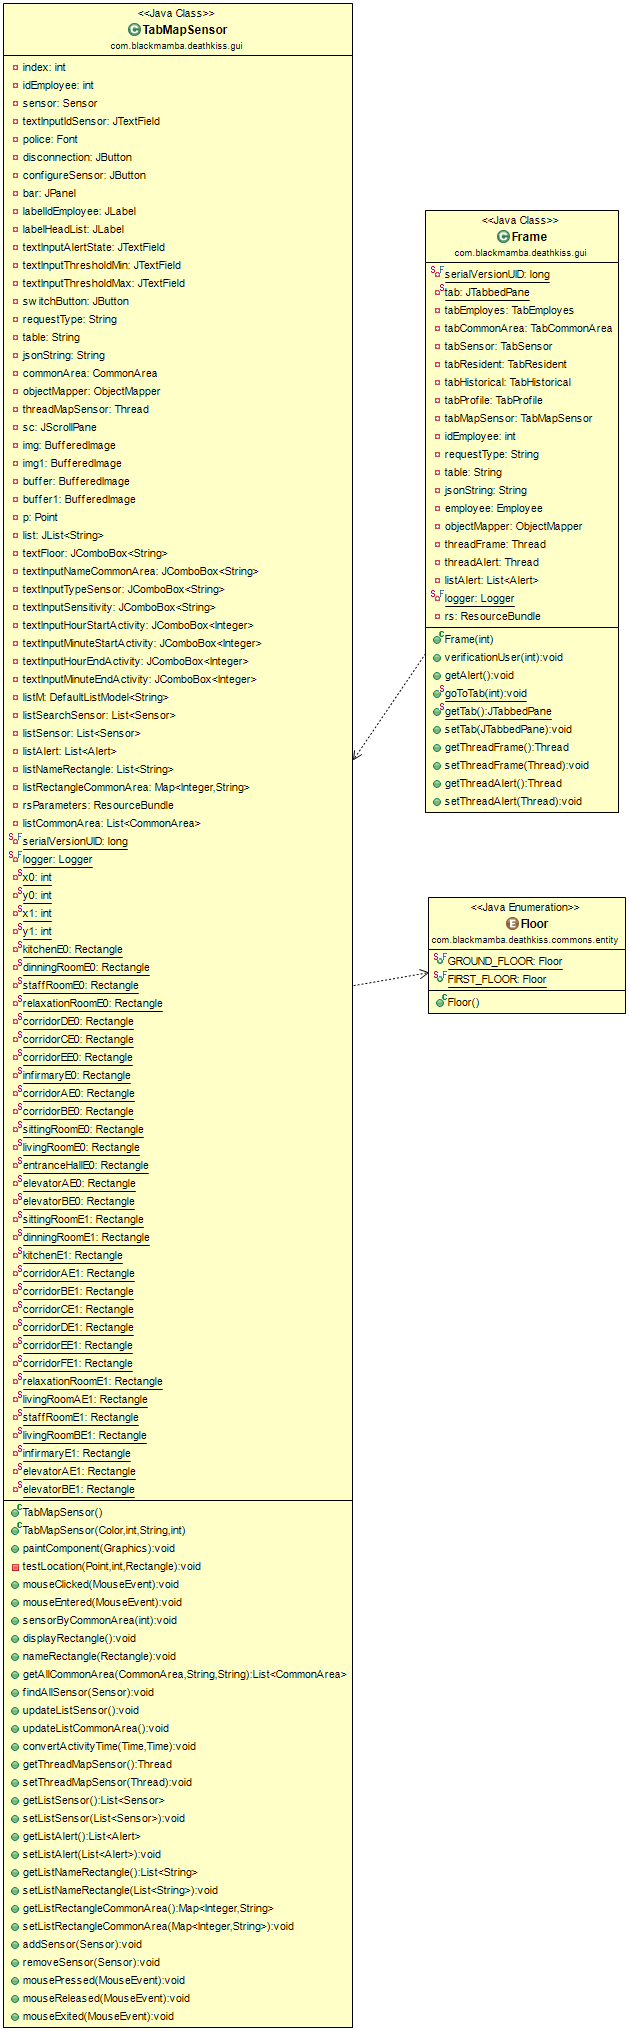 <<Java Class>>
TabMapSensor
com.blackmamba.deathkiss.gui
index: int
idEmployee: int
sensor: Sensor
textInputIdSensor: JTextField
police: Font
disconnection: JButton
configureSensor: JButton
bar: JPanel
labelIdEmployee: JLabel
labelHeadList: JLabel
textInputAlertState: JTextField
textInputThresholdMin: JTextField
textInputThresholdMax: JTextField
switchButton: JButton
requestType: String
table: String
jsonString: String
commonArea: CommonArea
objectMapper: ObjectMapper
threadMapSensor: Thread
sc: JScrollPane
img: BufferedImage
img1: BufferedImage
buffer: BufferedImage
buffer1: BufferedImage
p: Point
list: JList<String>
textFloor: JComboBox<String>
textInputNameCommonArea: JComboBox<String>
textInputTypeSensor: JComboBox<String>
textInputSensitivity: JComboBox<String>
textInputHourStartActivity: JComboBox<Integer>
textInputMinuteStartActivity: JComboBox<Integer>
textInputHourEndActivity: JComboBox<Integer>
textInputMinuteEndActivity: JComboBox<Integer>
listM: DefaultListModel<String>
listSearchSensor: List<Sensor>
listSensor: List<Sensor>
listAlert: List<Alert>
listNameRectangle: List<String>
listRectangleCommonArea: Map<Integer,String>
rsParameters: ResourceBundle
listCommonArea: List<CommonArea>
serialVersionUID: long
logger: Logger
x0: int
y0: int
x1: int
y1: int
kitchenE0: Rectangle
dinningRoomE0: Rectangle
staffRoomE0: Rectangle
relaxationRoomE0: Rectangle
corridorDE0: Rectangle
corridorCE0: Rectangle
corridorEE0: Rectangle
infirmaryE0: Rectangle
corridorAE0: Rectangle
corridorBE0: Rectangle
sittingRoomE0: Rectangle
livingRoomE0: Rectangle
entranceHallE0: Rectangle
elevatorAE0: Rectangle
elevatorBE0: Rectangle
sittingRoomE1: Rectangle
dinningRoomE1: Rectangle
kitchenE1: Rectangle
corridorAE1: Rectangle
corridorBE1: Rectangle
corridorCE1: Rectangle
corridorDE1: Rectangle
corridorEE1: Rectangle
corridorFE1: Rectangle
relaxationRoomE1: Rectangle
livingRoomAE1: Rectangle
staffRoomE1: Rectangle
livingRoomBE1: Rectangle
infirmaryE1: Rectangle
elevatorAE1: Rectangle
elevatorBE1: Rectangle
TabMapSensor()
TabMapSensor(Color,int,String,int)
paintComponent(Graphics):void
testLocation(Point,int,Rectangle):void
mouseClicked(MouseEvent):void
mouseEntered(MouseEvent):void
sensorByCommonArea(int):void
displayRectangle():void
nameRectangle(Rectangle):void
getAllCommonArea(CommonArea,String,String):List<CommonArea>
findAllSensor(Sensor):void
updateListSensor():void
updateListCommonArea():void
convertActivityTime(Time,Time):void
getThreadMapSensor():Thread
setThreadMapSensor(Thread):void
getListSensor():List<Sensor>
setListSensor(List<Sensor>):void
getListAlert():List<Alert>
setListAlert(List<Alert>):void
getListNameRectangle():List<String>
setListNameRectangle(List<String>):void
getListRectangleCommonArea():Map<Integer,String>
setListRectangleCommonArea(Map<Integer,String>):void
addSensor(Sensor):void
removeSensor(Sensor):void
mousePressed(MouseEvent):void
mouseReleased(MouseEvent):void
mouseExited(MouseEvent):void
<<Java Class>>
Frame
com.blackmamba.deathkiss.gui
serialVersionUID: long
tab: JTabbedPane
tabEmployes: TabEmployes
tabCommonArea: TabCommonArea
tabSensor: TabSensor
tabResident: TabResident
tabHistorical: TabHistorical
tabProfile: TabProfile
tabMapSensor: TabMapSensor
idEmployee: int
requestType: String
table: String
jsonString: String
employee: Employee
objectMapper: ObjectMapper
threadFrame: Thread
threadAlert: Thread
listAlert: List<Alert>
logger: Logger
rs: ResourceBundle
Frame(int)
verificationUser(int):void
getAlert():void
goToTab(int):void
getTab():JTabbedPane
setTab(JTabbedPane):void
getThreadFrame():Thread
setThreadFrame(Thread):void
getThreadAlert():Thread
setThreadAlert(Thread):void
<<Java Enumeration>>
Floor
com.blackmamba.deathkiss.commons.entity
GROUND_FLOOR: Floor
FIRST_FLOOR: Floor
Floor()